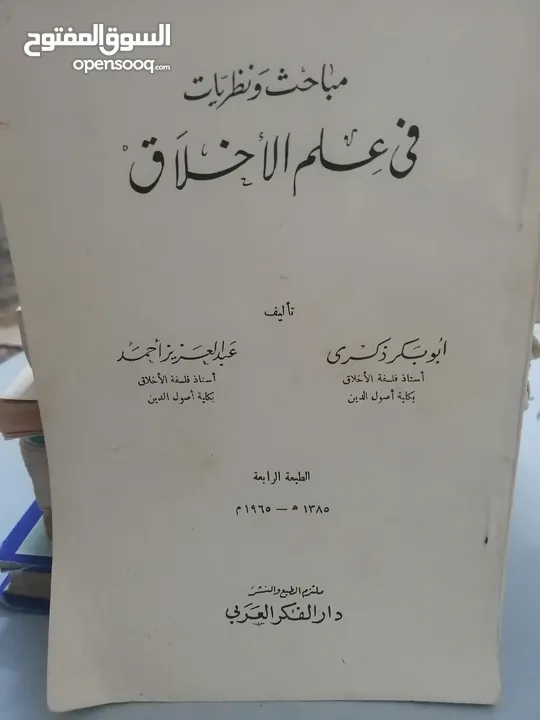 السوق المفتوح
opensooq.com
مباحث ونظريات
في علم الأخلاق
تأليف
أبو بكر ذكرى
عبد العزيز أحمد
أستاذ فلسفة الأخلاق
أستاذ فلسفة الأخلاق
بكلية أصول الدين
بكلية أصول الدين
الطبعة الرابعة
١٣٨٥ ه – ١٩٦٥ م
ملتزم الطبع والنشر
دار الفكر العربي